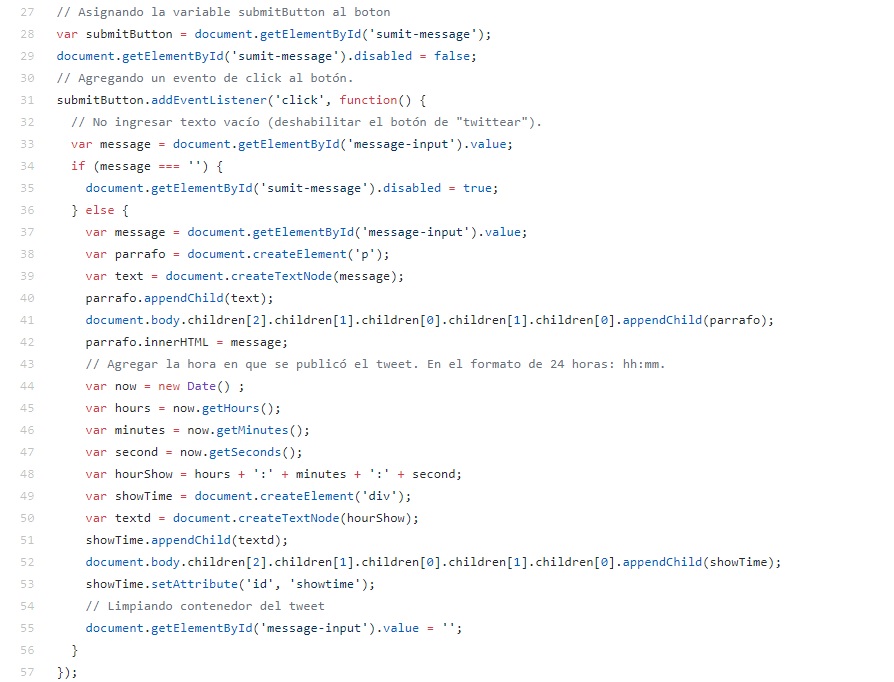 27 // Asignando la variable submitButton al boton
28 var submitButton = document.getElementById('sumit-message');
29 document.getElementById('sumit-message').disabled = false;
30 // Agregando un evento de click al botón.
31 submitButton.addEventListener('click', function() {
32 // No ingresar texto vacío (deshabilitar el botón de "twittear").
33 var message = document.getElementById('message-input').value;
34 if (message === '') {
35 document.getElementById('sumit-message').disabled = true;
36 } else {
37 var message = document.getElementById('message-input').value;
38 var parrafo = document.createElement('p');
39 var text = document.createTextNode(message);
40 parrafo.appendChild(text);
41 document.body.children[2].children[1].children[0].children[1].children[0].appendChild(parrafo);
42 parrafo.innerHTML = message;
43 // Agregar la hora en que se publicó el tweet. En el formato de 24 horas: hh:mm.
44 var now = new Date() ;
45 var hours = now.getHours();
46 var minutes = now.getMinutes();
47 var second = now.getSeconds();
48 var hourShow = hours + ':' + minutes + ':' + second;
49 var showTime = document.createElement('div');
50 var textd = document.createTextNode(hourShow);
51 showTime.appendChild(textd);
52 document.body.children[2].children[1].children[0].children[1].children[0].appendChild(showTime);
53 showTime.setAttribute('id', 'showtime');
54 // Limpiando contenedor del tweet
55 document.getElementById('message-input').value = '';
56 }
57 });